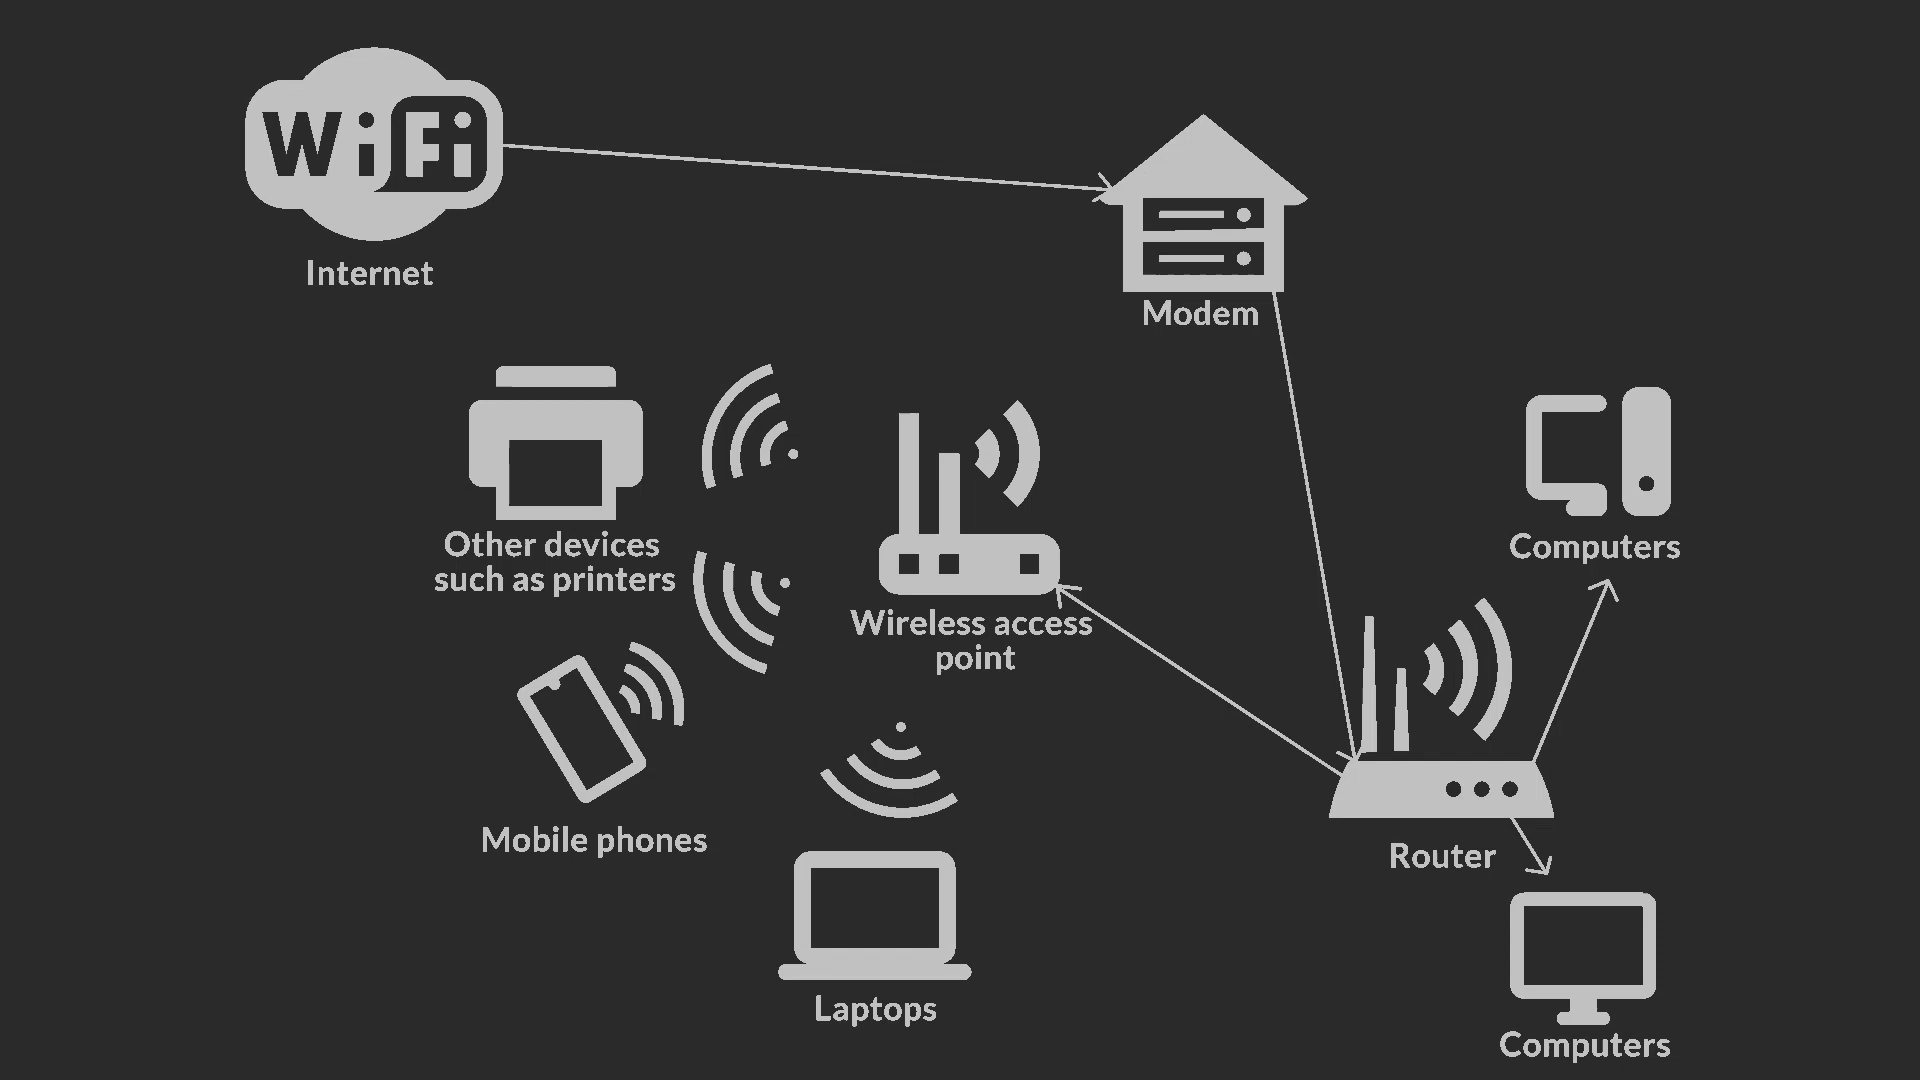 WiFi
Internet
Modem
Other devices
such as printers
Wireless access
point
Computers
Mobile phones
Router
Laptops
Computers